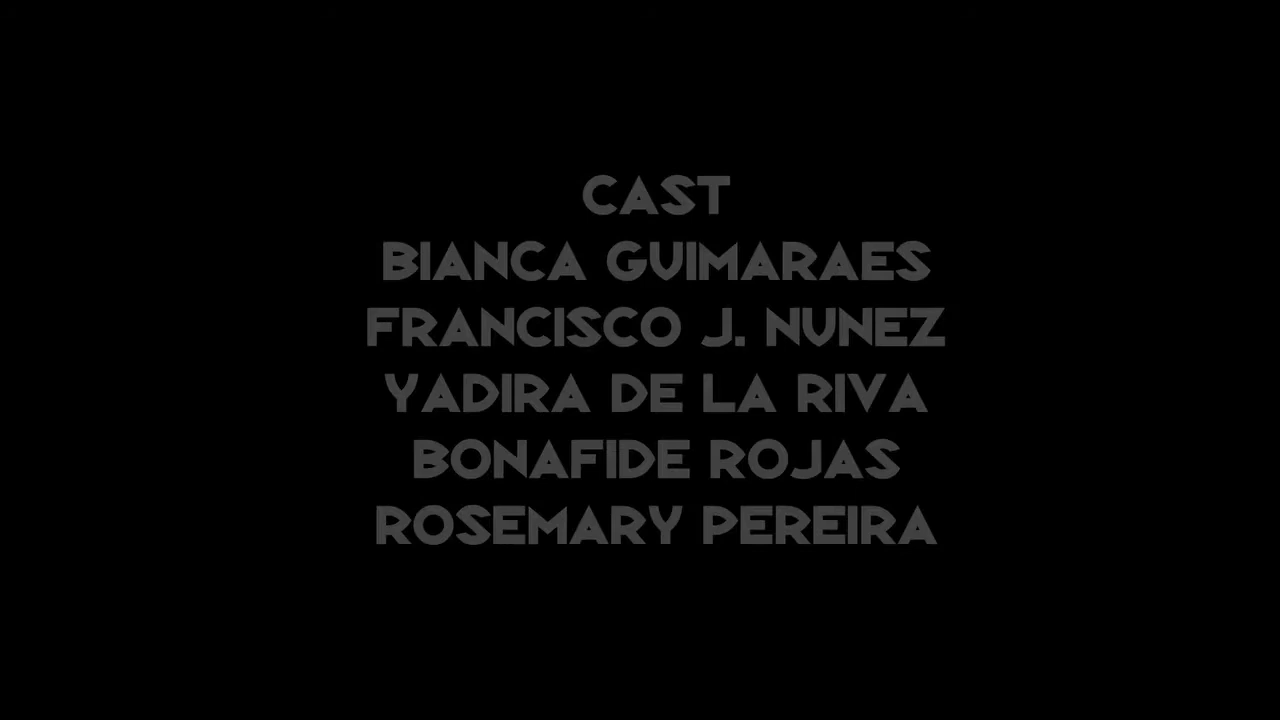 CAST
BIANCA GUIMARAES
FRANCISCO J. NUNEZ
YADIRA DE LA RIVA
BONAFIDE ROJAS
ROSEMARY PEREIRA